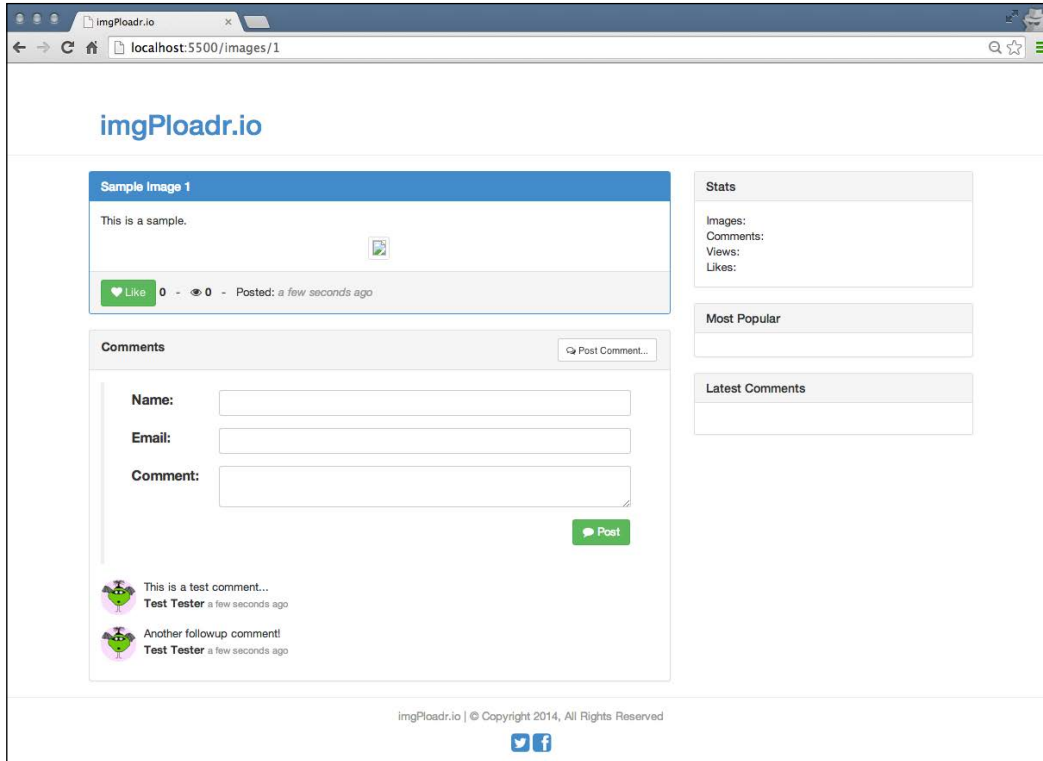 imgPloadr.io
localhost:5500/images/1
imgPloadr.io
Sample Image 1
This is a sample.
Like 0 - 0 - Posted: a few seconds ago
Comments
Post Comment...
Name:
Email:
Comment:
Post
This is a test comment...
Test Tester a few seconds ago
Another followup comment!
Test Tester a few seconds ago
Stats
Images:
Comments:
Views:
Likes:
Most Popular
Latest Comments
imgPloadr.io | © Copyright 2014, All Rights Reserved